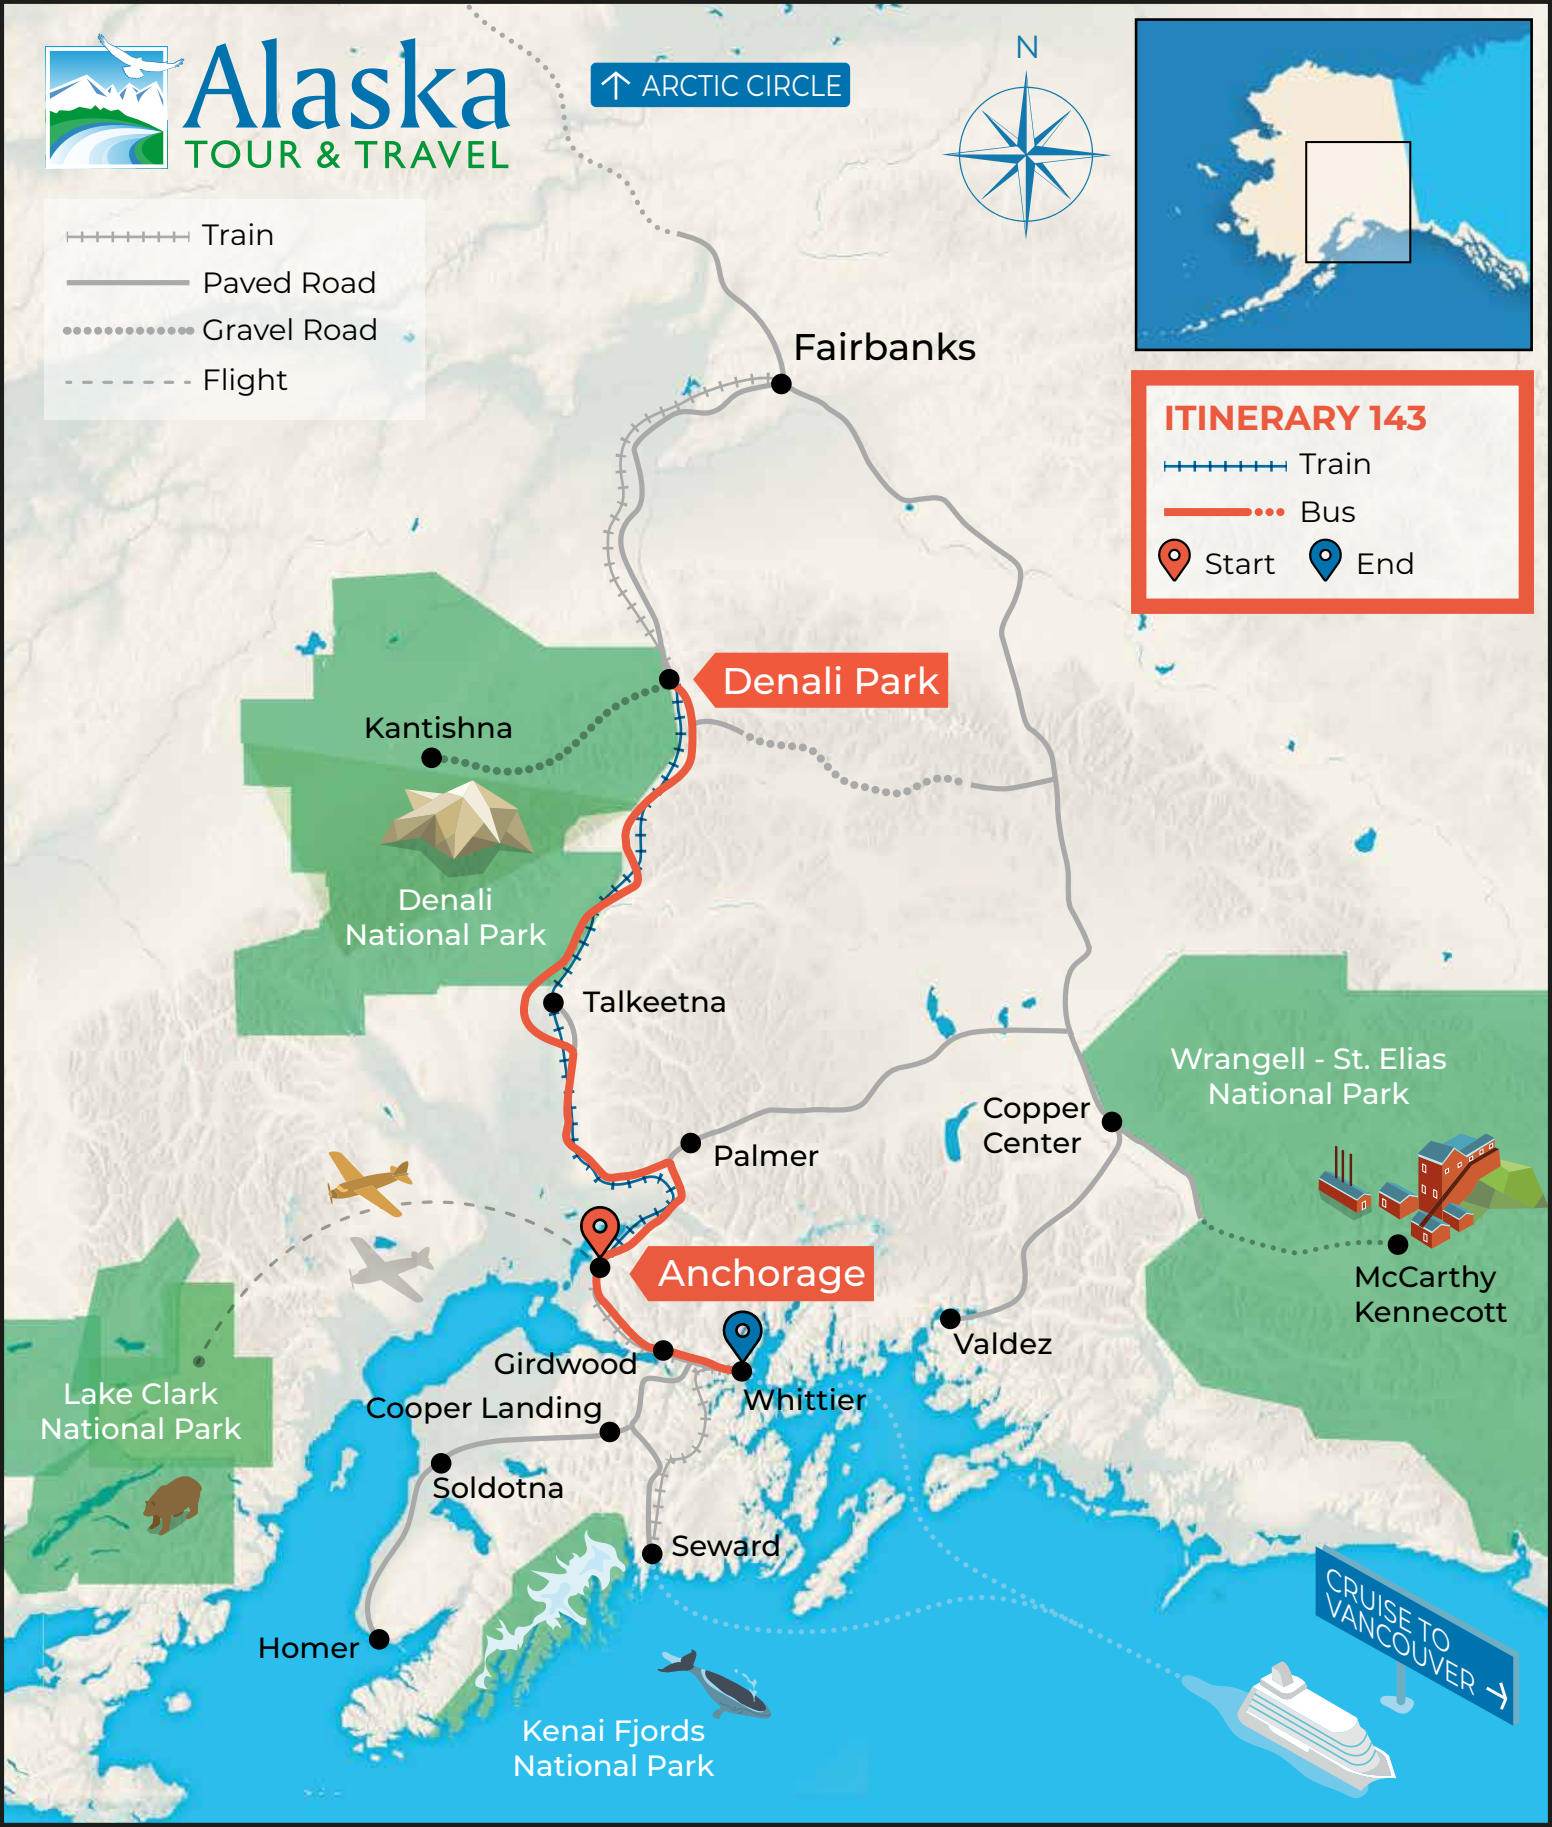 Alaska
TOUR & TRAVEL
↑ ARCTIC CIRCLE
N
Train
Paved Road
Gravel Road
Flight
ITINERARY 143
Train
Bus
Start
End
Fairbanks
Denali Park
Kantishna
Denali
National Park
Talkeetna
Wrangell - St. Elias
National Park
Copper
Center
Palmer
McCarthy
Kennecott
Anchorage
Valdez
Girdwood
Whittier
Lake Clark
National Park
Cooper Landing
Soldotna
Seward
Homer
Kenai Fjords
National Park
CRUISE TO
VANCOUVER →